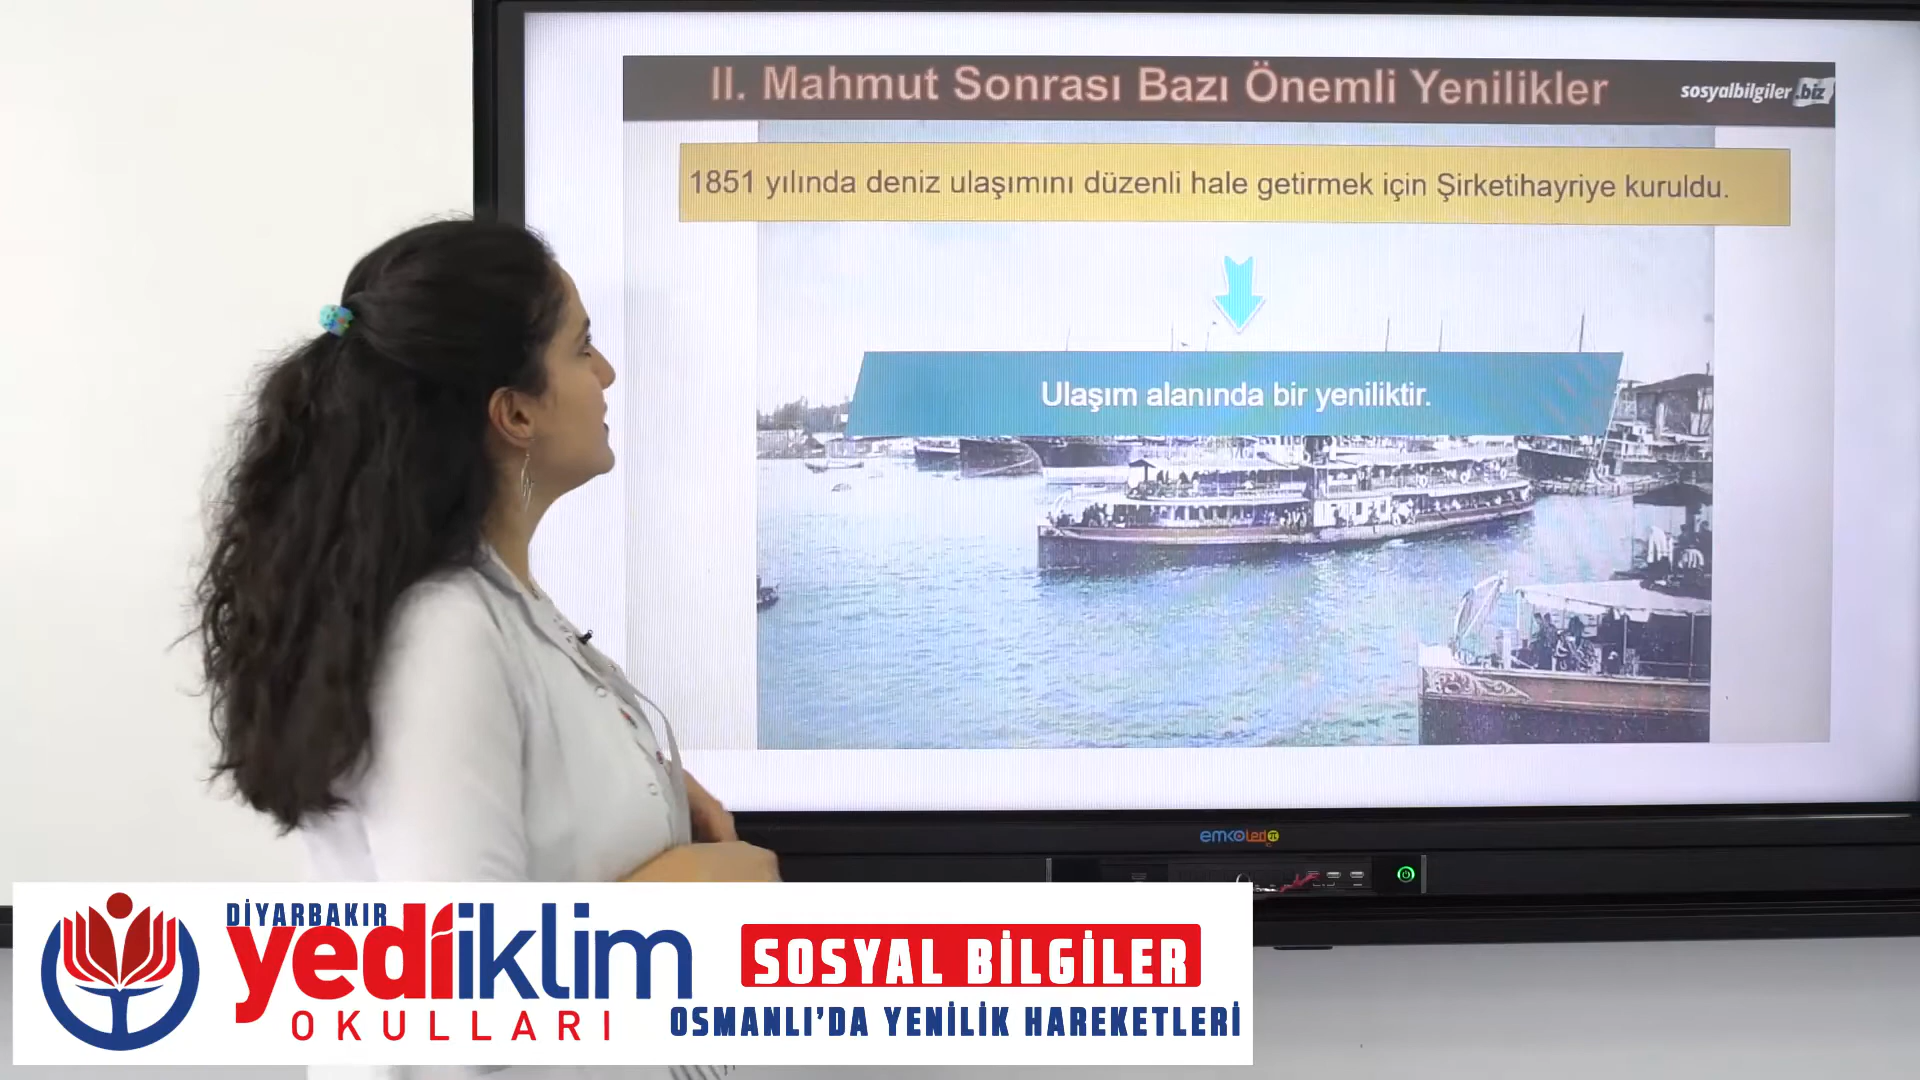 II. Mahmut Sonrası Bazı Önemli Yenilikler
sosyalbilgiler.biz
1851 yılında deniz ulaşımını düzenli hale getirmek için Şirketihayriye kuruldu.
Ulaşım alanında bir yeniliktir.
emkoled
DİYARBAKIR
yediiklim
OKULLARI
SOSYAL BİLGİLER
OSMANLI'DA YENİLİK HAREKETLERİ